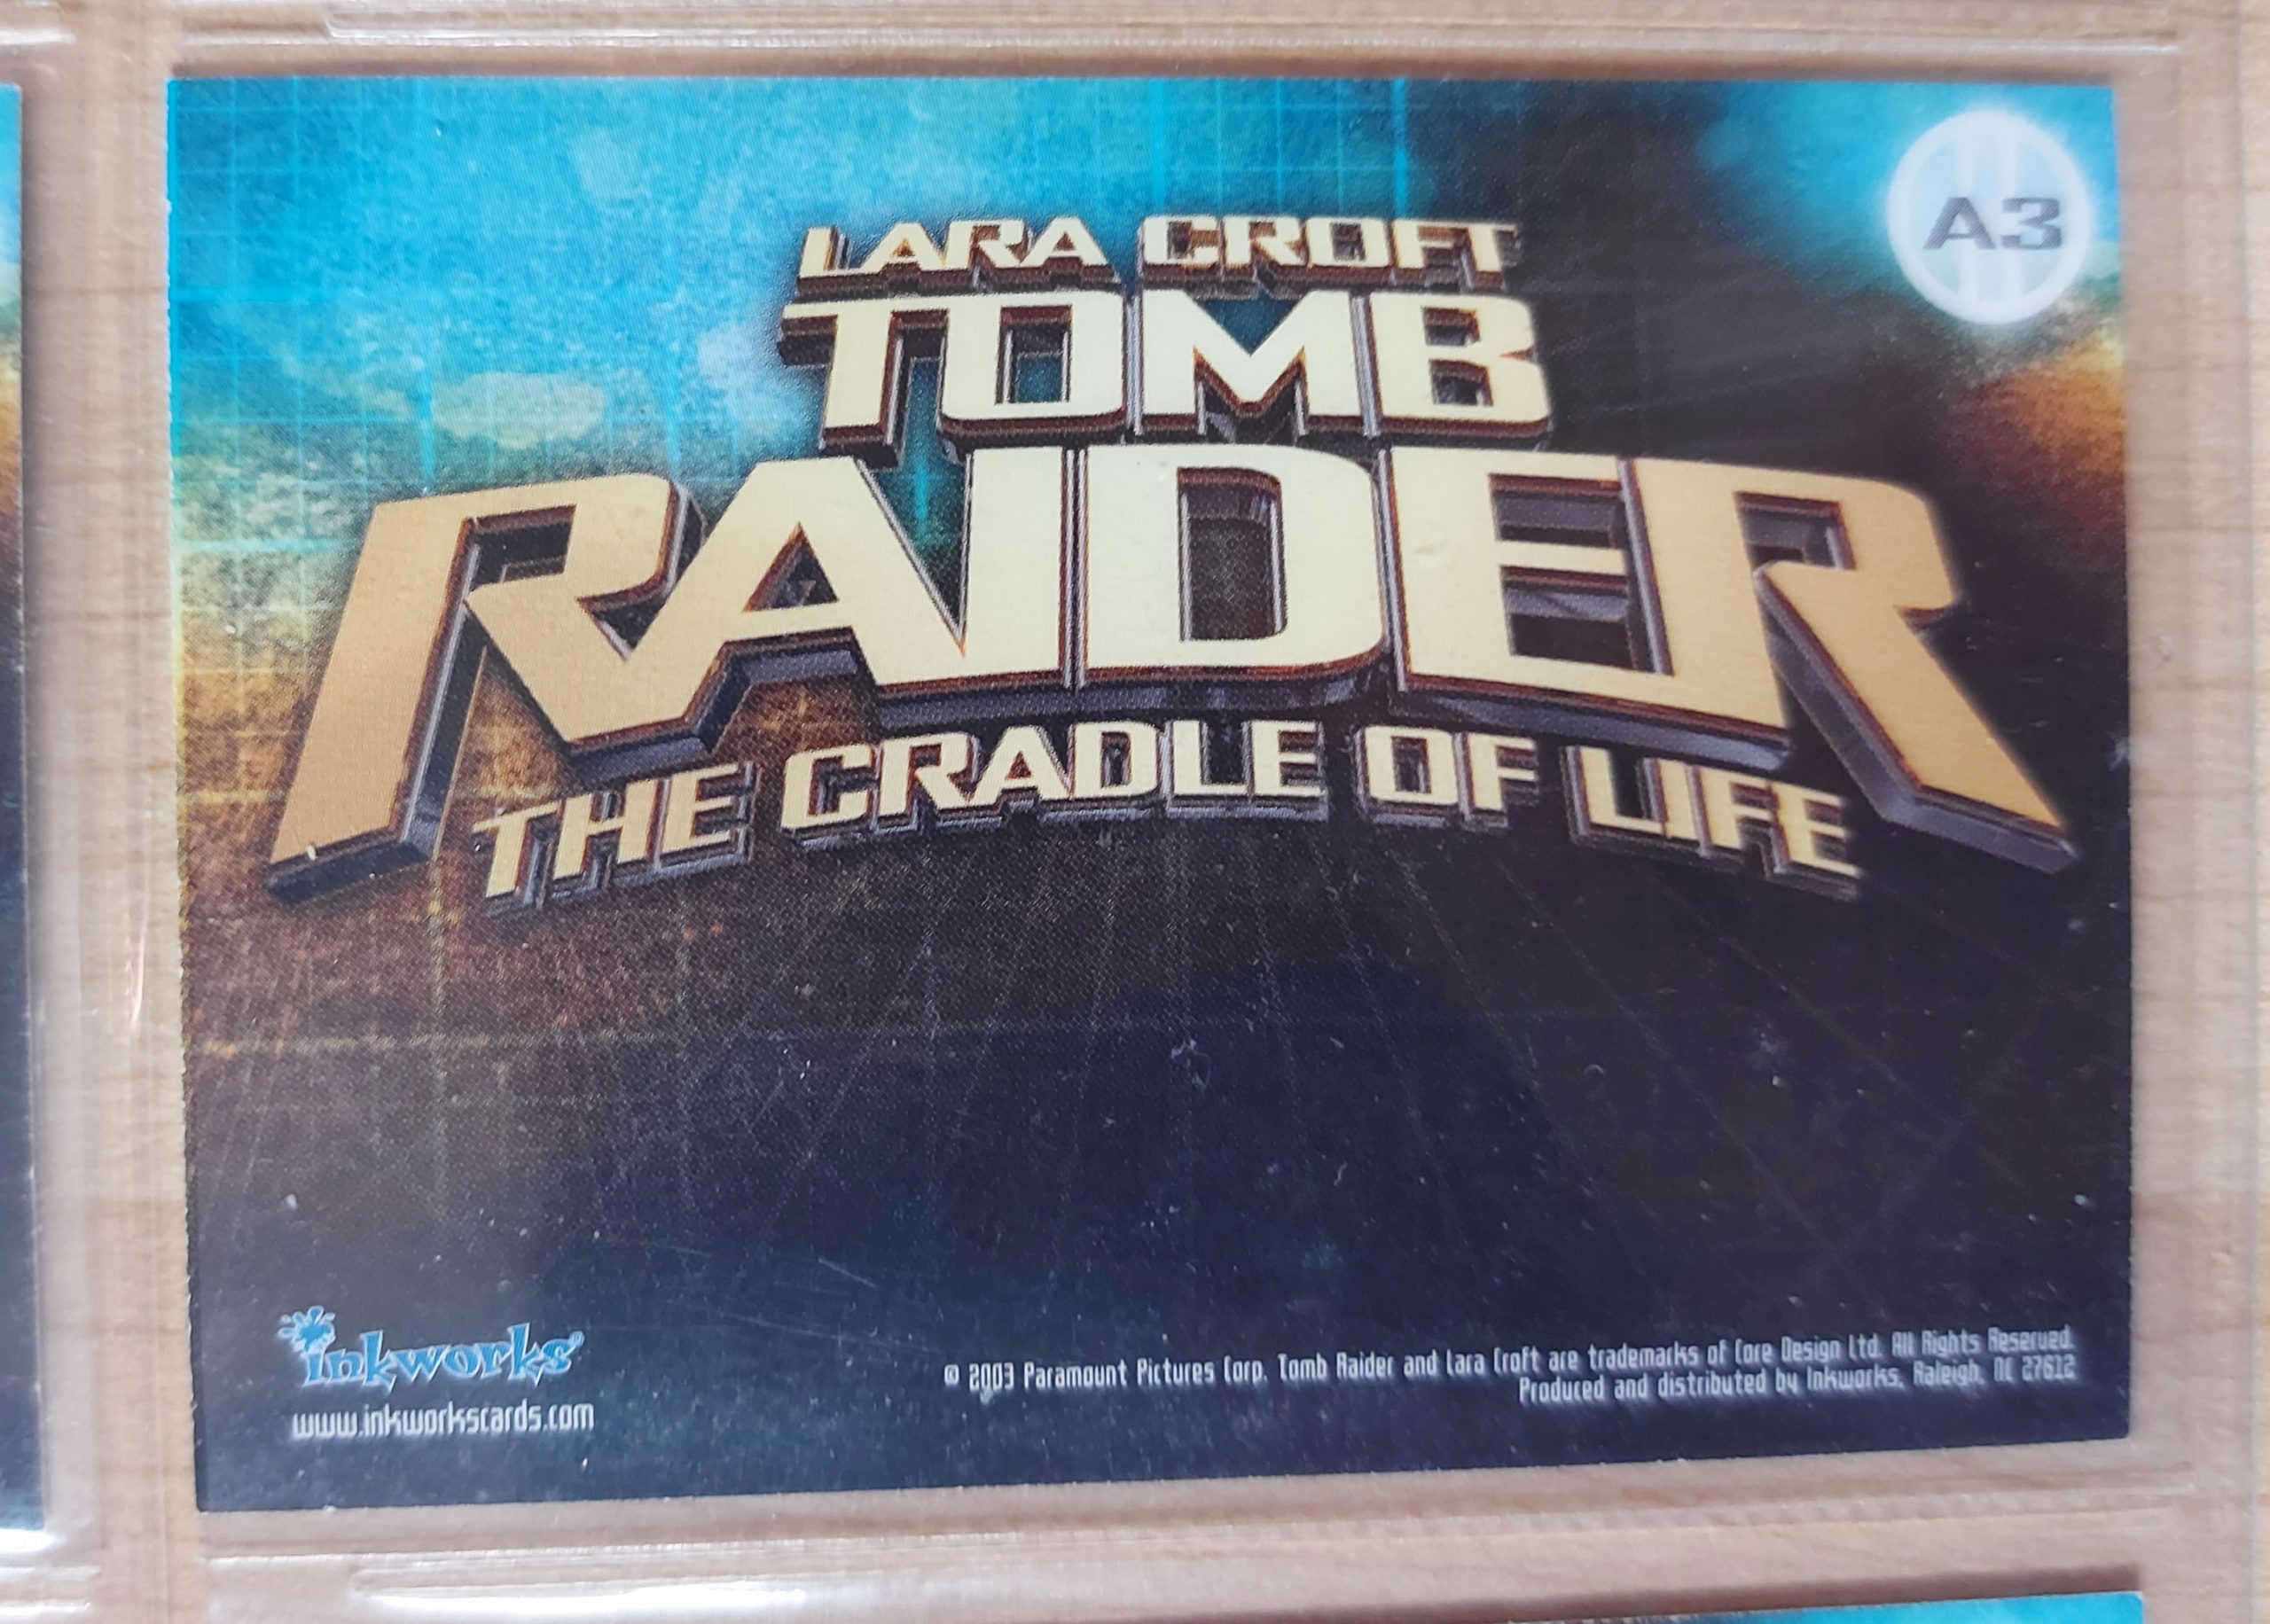 A3
LARA CROFT
TOMB
RAIDER
THE CRADLE OF LIFE
inkworks®
www.inkworkscards.com
© 2003 Paramount Pictures Corp. Tomb Raider and Lara Croft are trademarks of Core Design Ltd. All Rights Reserved.
Produced and distributed by Inkworks, Raleigh, NC 27612